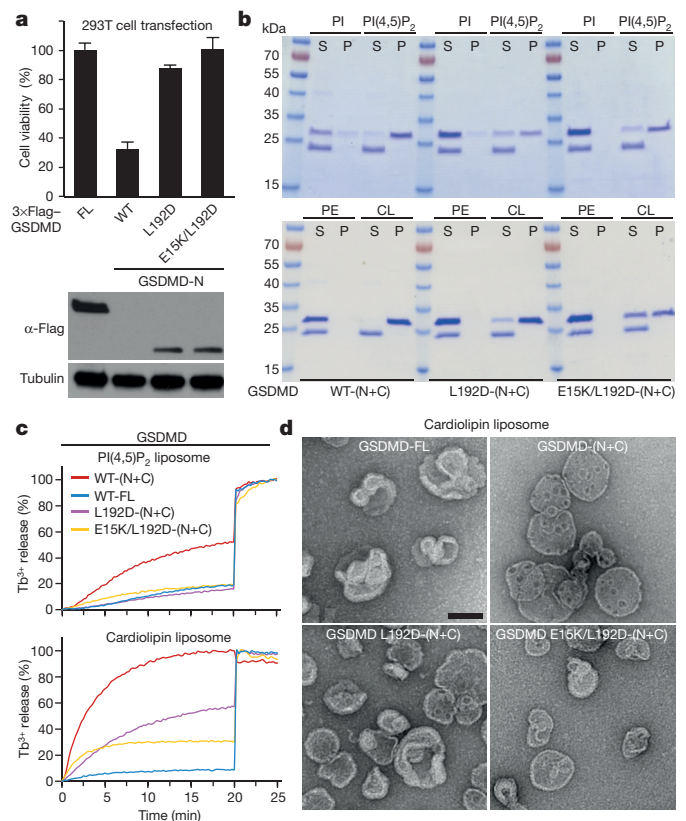 a
293T cell transfection
Cell viability (%)
100
80
60
40
20
0
3×Flag–
GSDMD
FL
WT
L192D
E15K/L192D
GSDMD-N
α-Flag
Tubulin
b
PI PI(4,5)P2 PI PI(4,5)P2 PI PI(4,5)P2
kDa S P S P S P S P S P S P
70
55
40
35
25
15
PE CL PE CL PE CL
S P S P S P S P S P S P
70
55
40
35
25
15
GSDMD WT-(N+C) L192D-(N+C) E15K/L192D-(N+C)
c
GSDMD
PI(4,5)P2 liposome
Tb3+ release (%)
100
80
60
40
20
0
WT-(N+C)
WT-FL
L192D-(N+C)
E15K/L192D-(N+C)
Cardiolipin liposome
Tb3+ release (%)
100
80
60
40
20
0
0 5 10 15 20 25
Time (min)
d
Cardiolipin liposome
GSDMD-FL GSDMD-(N+C)
GSDMD L192D-(N+C) GSDMD E15K/L192D-(N+C)